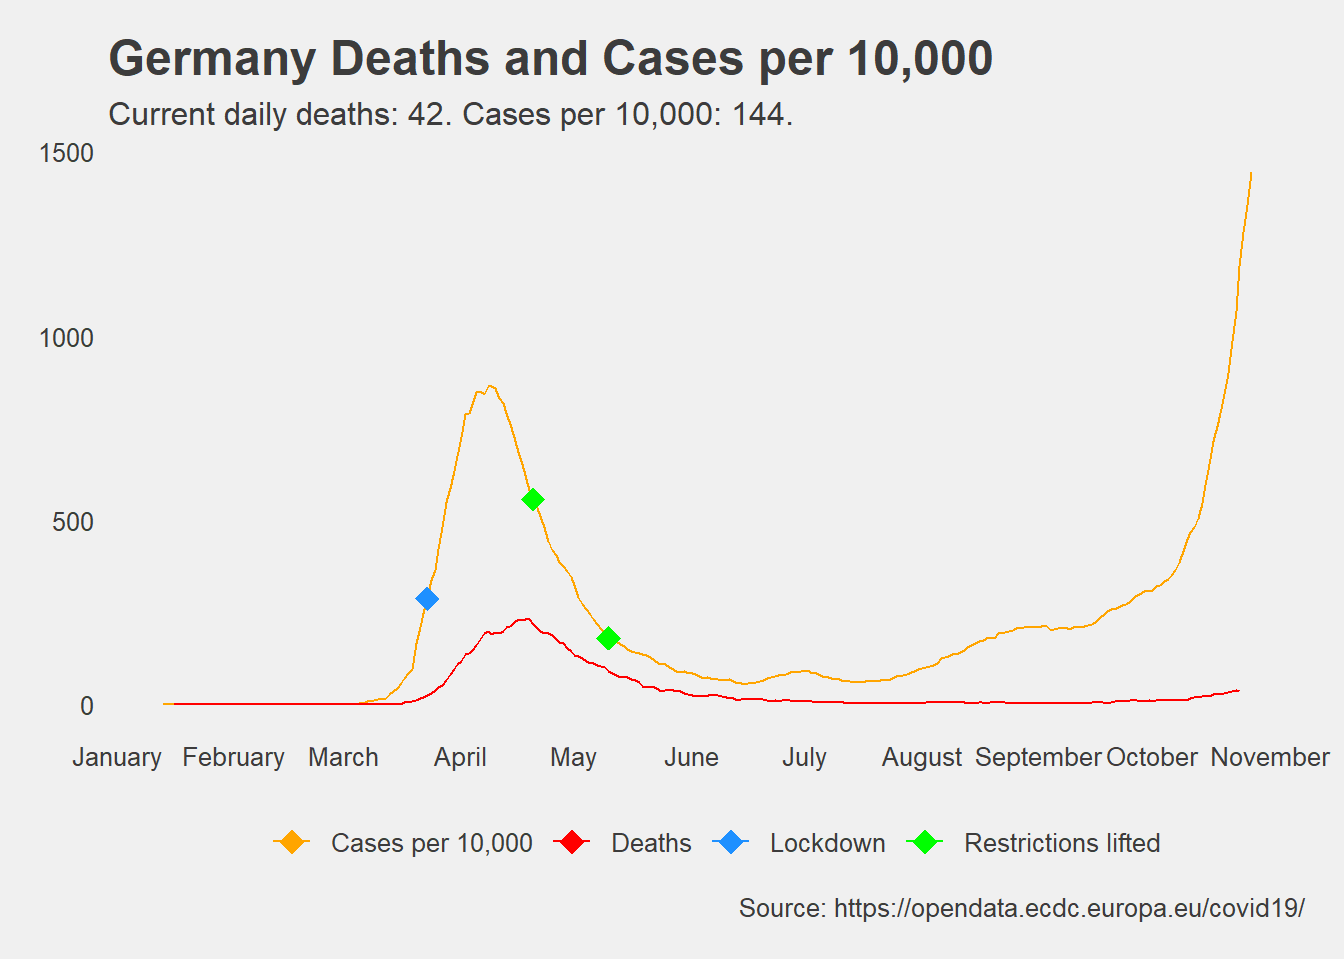 Germany Deaths and Cases per 10,000
Current daily deaths: 42. Cases per 10,000: 144.
1500
1000
500
0
January February March April May June July August September October November
Cases per 10,000 Deaths Lockdown Restrictions lifted
Source: https://opendata.ecdc.europa.eu/covid19/